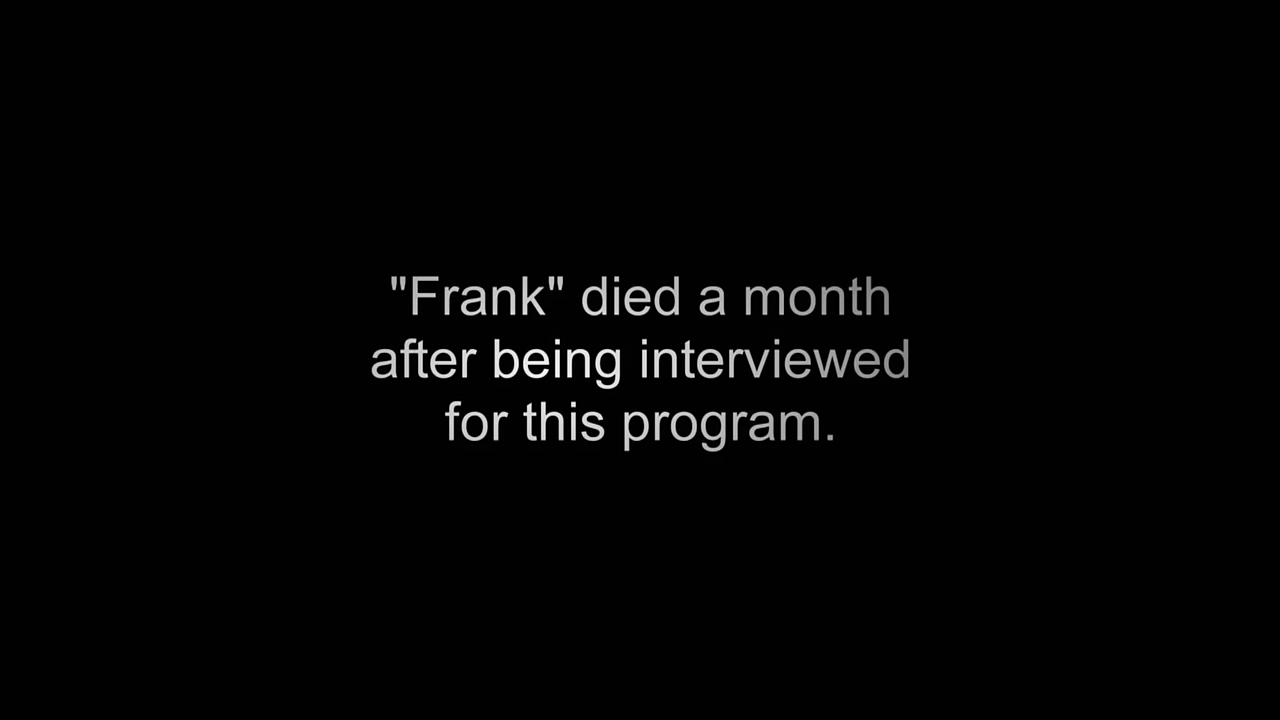 "Frank" died a month
after being interviewed
for this program.